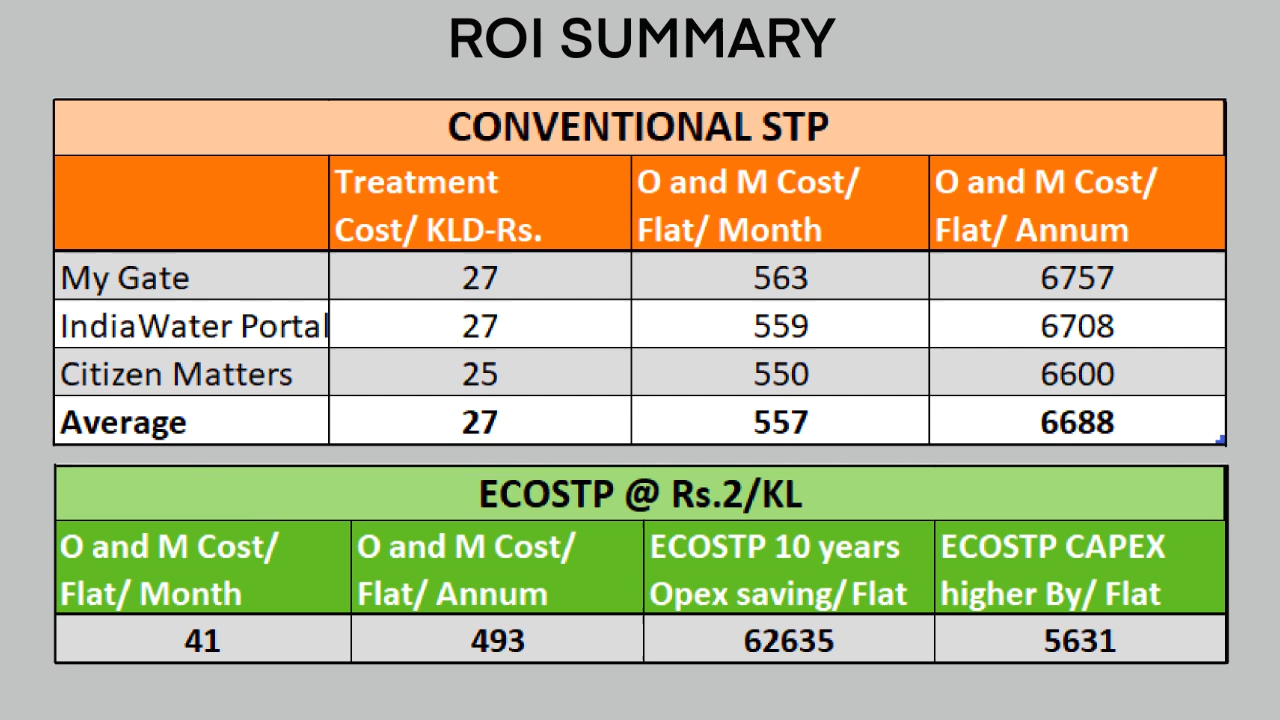 ROI SUMMARY
CONVENTIONAL STP
Treatment Cost/ KLD-Rs. O and M Cost/ Flat/ Month O and M Cost/ Flat/ Annum
My Gate 27 563 6757
IndiaWater Portal 27 559 6708
Citizen Matters 25 550 6600
Average 27 557 6688
ECOSTP @ Rs.2/KL
O and M Cost/ Flat/ Month O and M Cost/ Flat/ Annum ECOSTP 10 years Opex saving/ Flat ECOSTP CAPEX higher By/ Flat
41 493 62635 5631